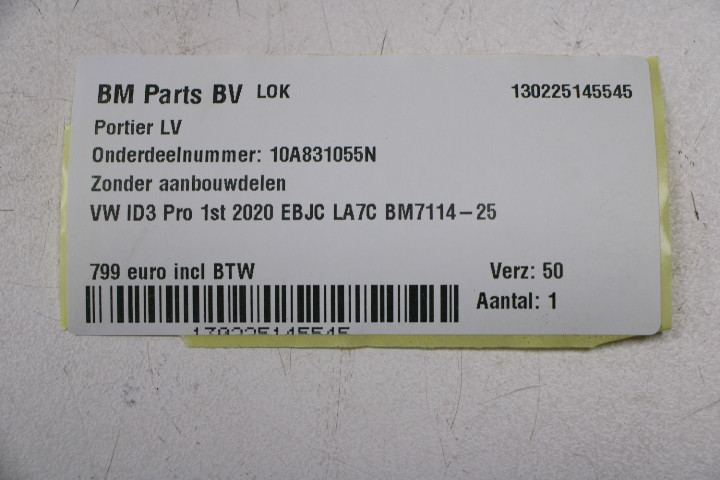 BM Parts BV LOK 130225145545
Portier LV
Onderdeelnummer: 10A831055N
Zonder aanbouwdelen
VW ID3 Pro 1st 2020 EBJC LA7C BM7114-25
799 euro incl BTW Verz: 50
Aantal: 1
130225145545